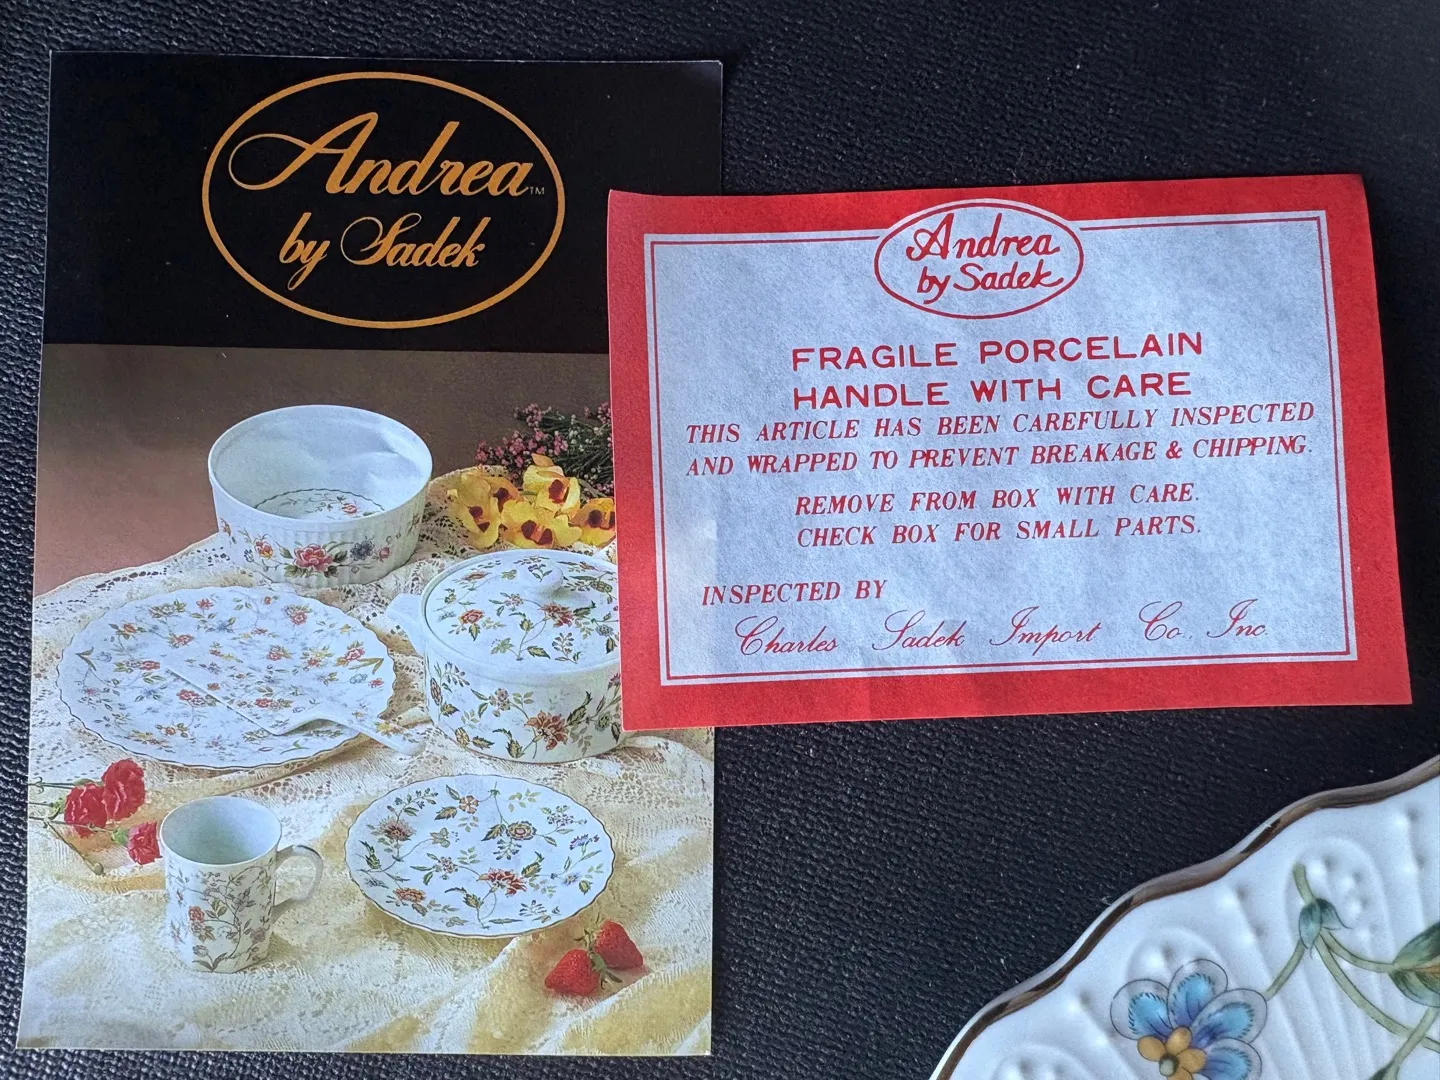 Andrea™
by Sadek
Andrea
by Sadek
FRAGILE PORCELAIN
HANDLE WITH CARE
THIS ARTICLE HAS BEEN CAREFULLY INSPECTED
AND WRAPPED TO PREVENT BREAKAGE & CHIPPING.
REMOVE FROM BOX WITH CARE.
CHECK BOX FOR SMALL PARTS.
INSPECTED BY
Charles Sadek Import Co. Inc.